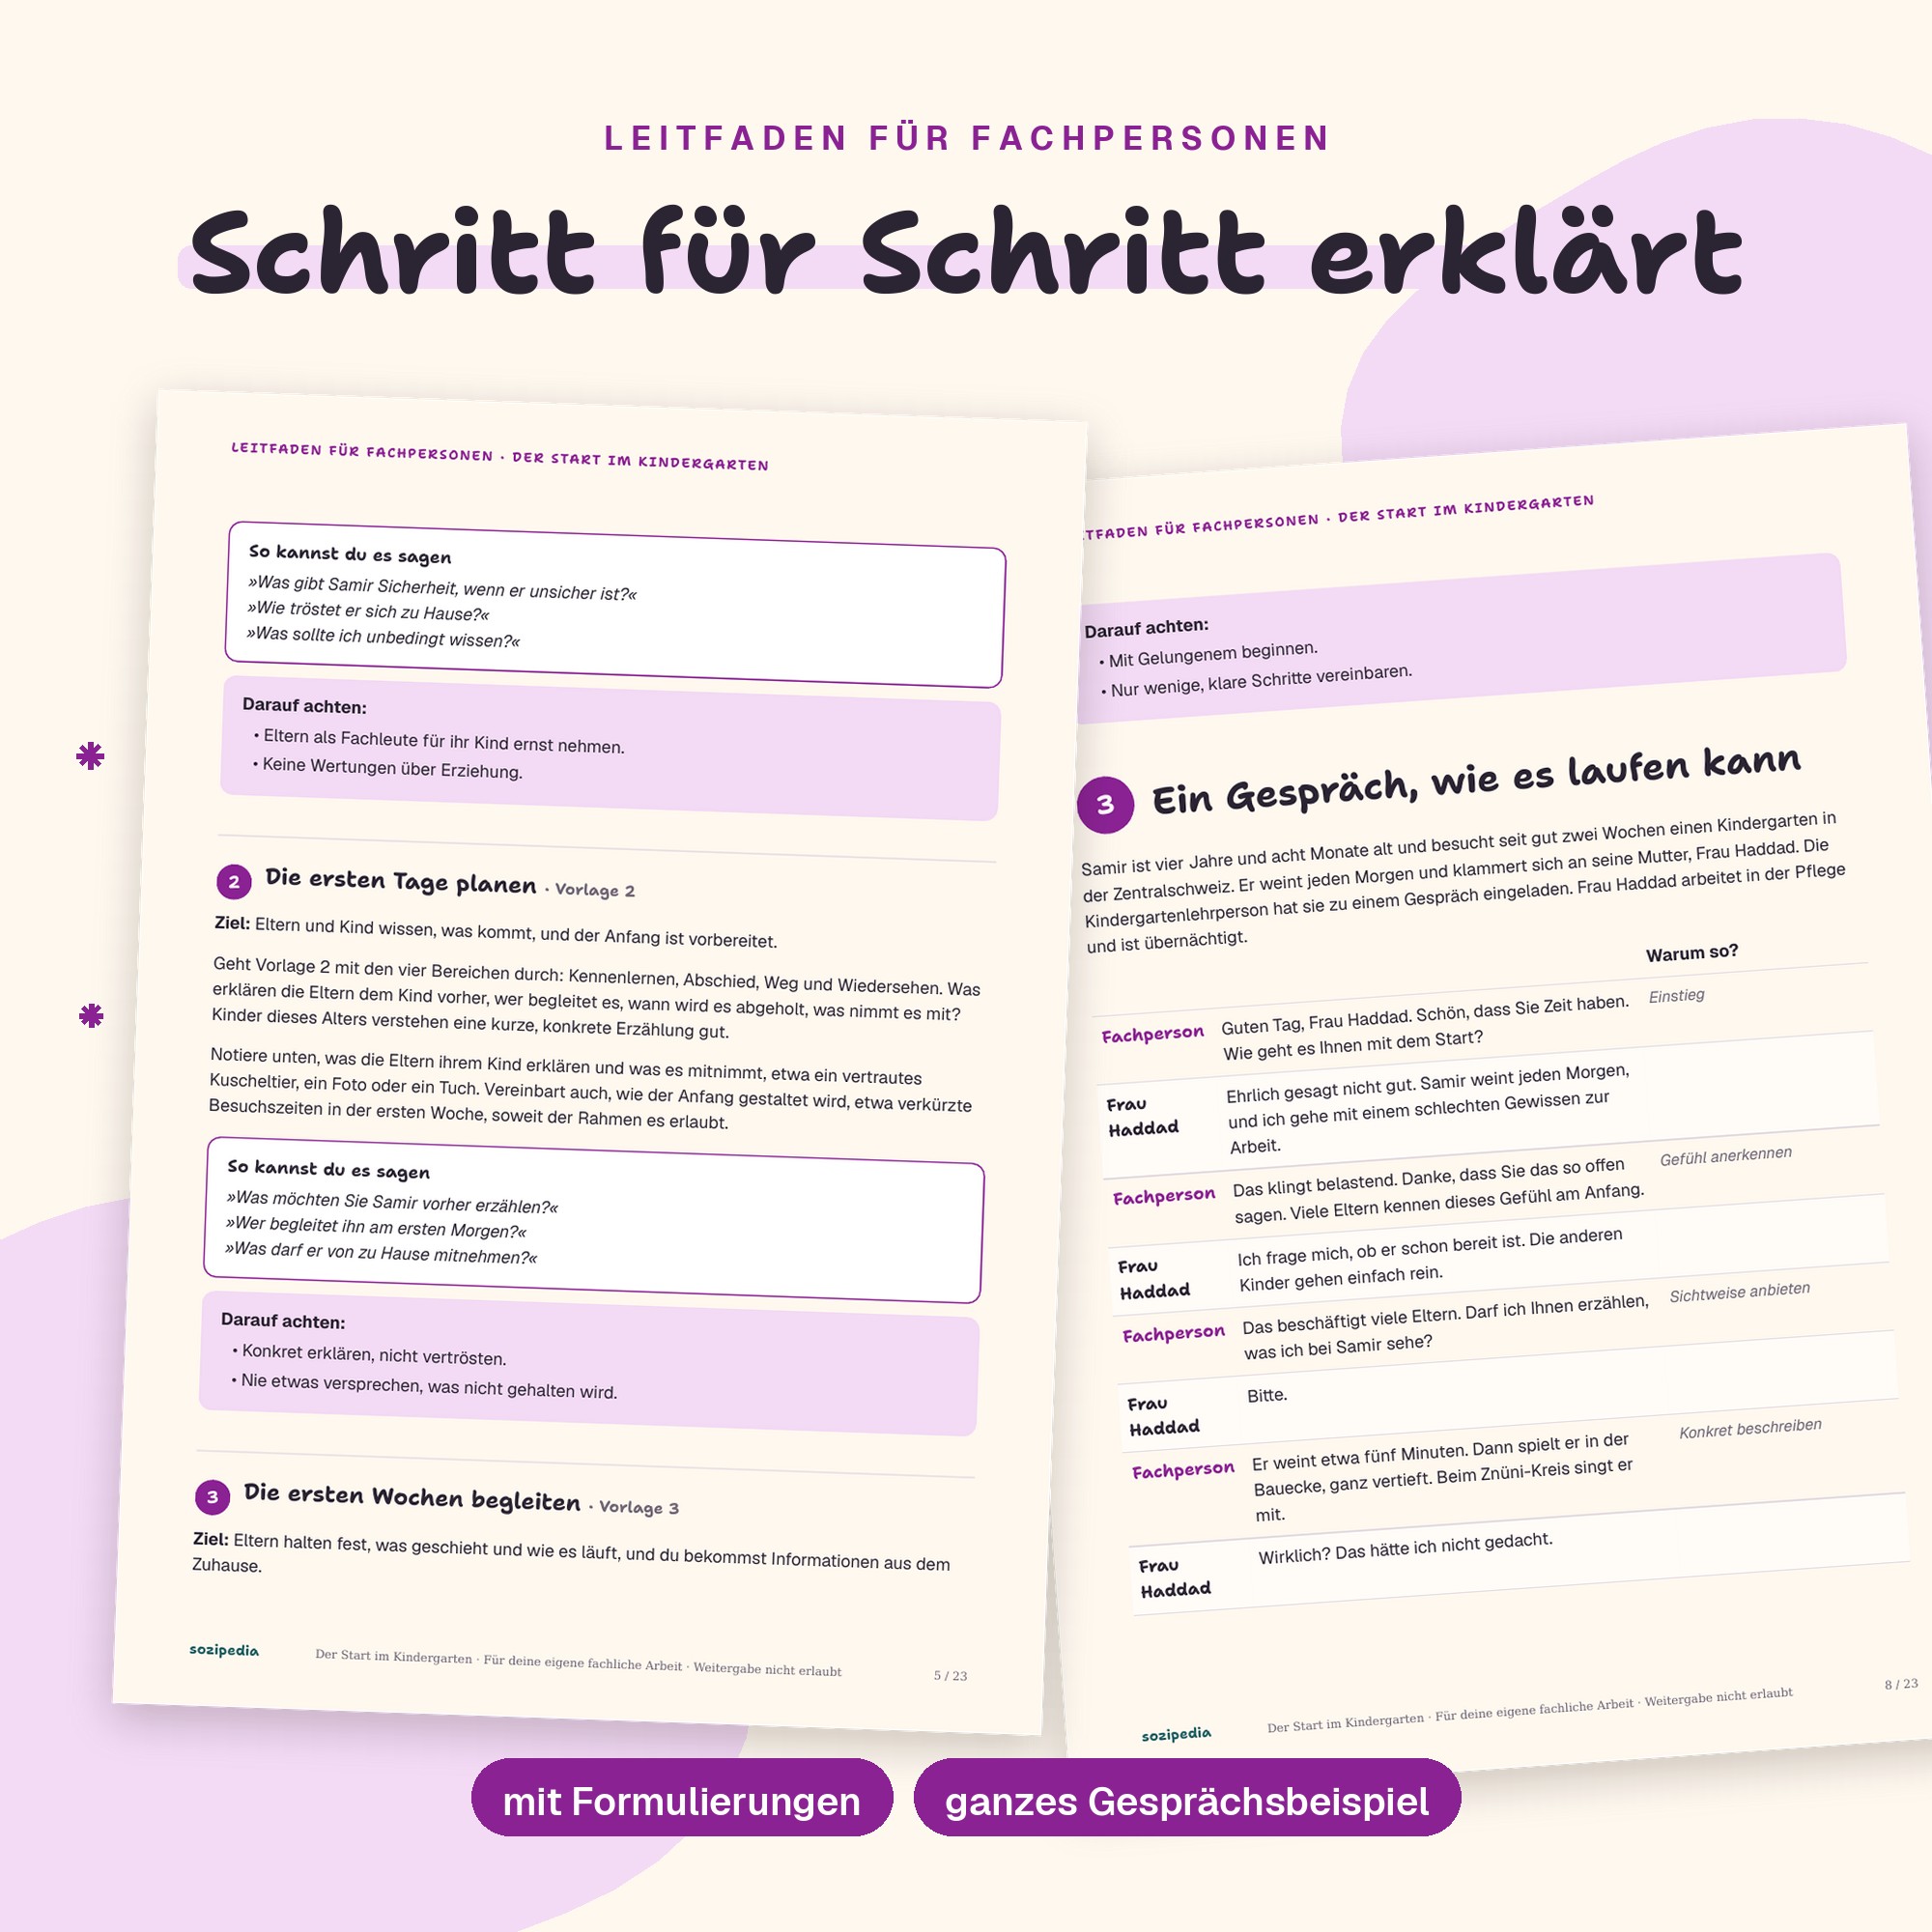 LEITFADEN FÜR FACHPERSONEN
Schritt für Schritt erklärt
LEITFADEN FÜR FACHPERSONEN · DER START IM KINDERGARTEN
So kannst du es sagen
»Was gibt Samir Sicherheit, wenn er unsicher ist?«
»Wie tröstet er sich zu Hause?«
»Was sollte ich unbedingt wissen?«
Darauf achten:
• Eltern als Fachleute für ihr Kind ernst nehmen.
• Keine Wertungen über Erziehung.
2 Die ersten Tage planen · Vorlage 2
Ziel: Eltern und Kind wissen, was kommt, und der Anfang ist vorbereitet.
Geht Vorlage 2 mit den vier Bereichen durch: Kennenlernen, Abschied, Weg und Wiedersehen. Was
erklären die Eltern dem Kind vorher, wer begleitet es, wann wird es abgeholt, was nimmt es mit?
Kinder dieses Alters verstehen eine kurze, konkrete Erzählung gut.
Notiere unten, was die Eltern ihrem Kind erklären und was es mitnimmt, etwa ein vertrautes
Kuscheltier, ein Foto oder ein Tuch. Vereinbart auch, wie der Anfang gestaltet wird, etwa verkürzte
Besuchszeiten in der ersten Woche, soweit der Rahmen es erlaubt.
So kannst du es sagen
»Was möchten Sie Samir vorher erzählen?«
»Wer begleitet ihn am ersten Morgen?«
»Was darf er von zu Hause mitnehmen?«
Darauf achten:
• Konkret erklären, nicht vertrösten.
• Nie etwas versprechen, was nicht gehalten wird.
3 Die ersten Wochen begleiten · Vorlage 3
Ziel: Eltern halten fest, was geschieht und wie es läuft, und du bekommst Informationen aus dem
Zuhause.
sozipedia Der Start im Kindergarten · Für deine eigene fachliche Arbeit · Weitergabe nicht erlaubt 5 / 23
TFADEN FÜR FACHPERSONEN · DER START IM KINDERGARTEN
Darauf achten:
• Mit Gelungenem beginnen.
• Nur wenige, klare Schritte vereinbaren.
3 Ein Gespräch, wie es laufen kann
Samir ist vier Jahre und acht Monate alt und besucht seit gut zwei Wochen einen Kindergarten in
der Zentralschweiz. Er weint jeden Morgen und klammert sich an seine Mutter, Frau Haddad. Die
Kindergartenlehrperson hat sie zu einem Gespräch eingeladen. Frau Haddad arbeitet in der Pflege
und ist übernächtigt.
Warum so?
Fachperson Guten Tag, Frau Haddad. Schön, dass Sie Zeit haben. Einstieg
Wie geht es Ihnen mit dem Start?
Frau Ehrlich gesagt nicht gut. Samir weint jeden Morgen,
Haddad und ich gehe mit einem schlechten Gewissen zur
Arbeit.
Fachperson Das klingt belastend. Danke, dass Sie das so offen Gefühl anerkennen
sagen. Viele Eltern kennen dieses Gefühl am Anfang.
Frau Ich frage mich, ob er schon bereit ist. Die anderen
Haddad Kinder gehen einfach rein.
Fachperson Das beschäftigt viele Eltern. Darf ich Ihnen erzählen, Sichtweise anbieten
was ich bei Samir sehe?
Frau Bitte.
Haddad
Fachperson Er weint etwa fünf Minuten. Dann spielt er in der Konkret beschreiben
Bauecke, ganz vertieft. Beim Znüni-Kreis singt er
mit.
Frau Wirklich? Das hätte ich nicht gedacht.
Haddad
sozipedia Der Start im Kindergarten · Für deine eigene fachliche Arbeit · Weitergabe nicht erlaubt 8 / 23
mit Formulierungen
ganzes Gesprächsbeispiel